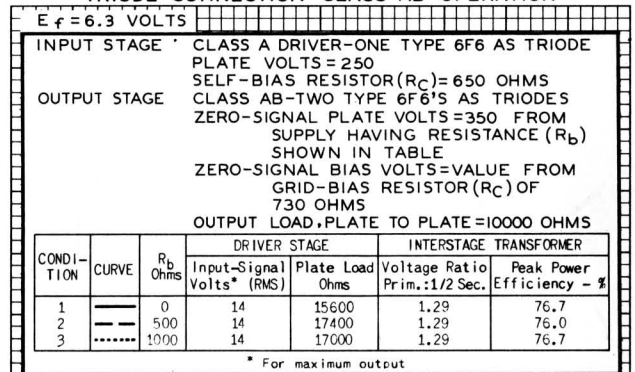 TRIODE CONNECTION-CLASS AB OPERATION
Ef=6.3 VOLTS
INPUT STAGE CLASS A DRIVER-ONE TYPE 6F6 AS TRIODE
PLATE VOLTS=250
SELF-BIAS RESISTOR(RC)=650 OHMS
OUTPUT STAGE CLASS AB-TWO TYPE 6F6'S AS TRIODES
ZERO-SIGNAL PLATE VOLTS=350 FROM
SUPPLY HAVING RESISTANCE (Rb)
SHOWN IN TABLE
ZERO-SIGNAL BIAS VOLTS=VALUE FROM
GRID-BIAS RESISTOR(RC)OF
730 OHMS
OUTPUT LOAD,PLATE TO PLATE=10000 OHMS
DRIVER STAGE INTERSTAGE TRANSFORMER
CONDI-TION CURVE Rb Ohms Input-Signal Volts* (RMS) Plate Load Ohms Voltage Ratio Prim.:1/2 Sec. Peak Power Efficiency - %
1 0 14 15600 1.29 76.7
2 500 14 17400 1.29 76.0
3 1000 14 17000 1.29 76.7
* For maximum output